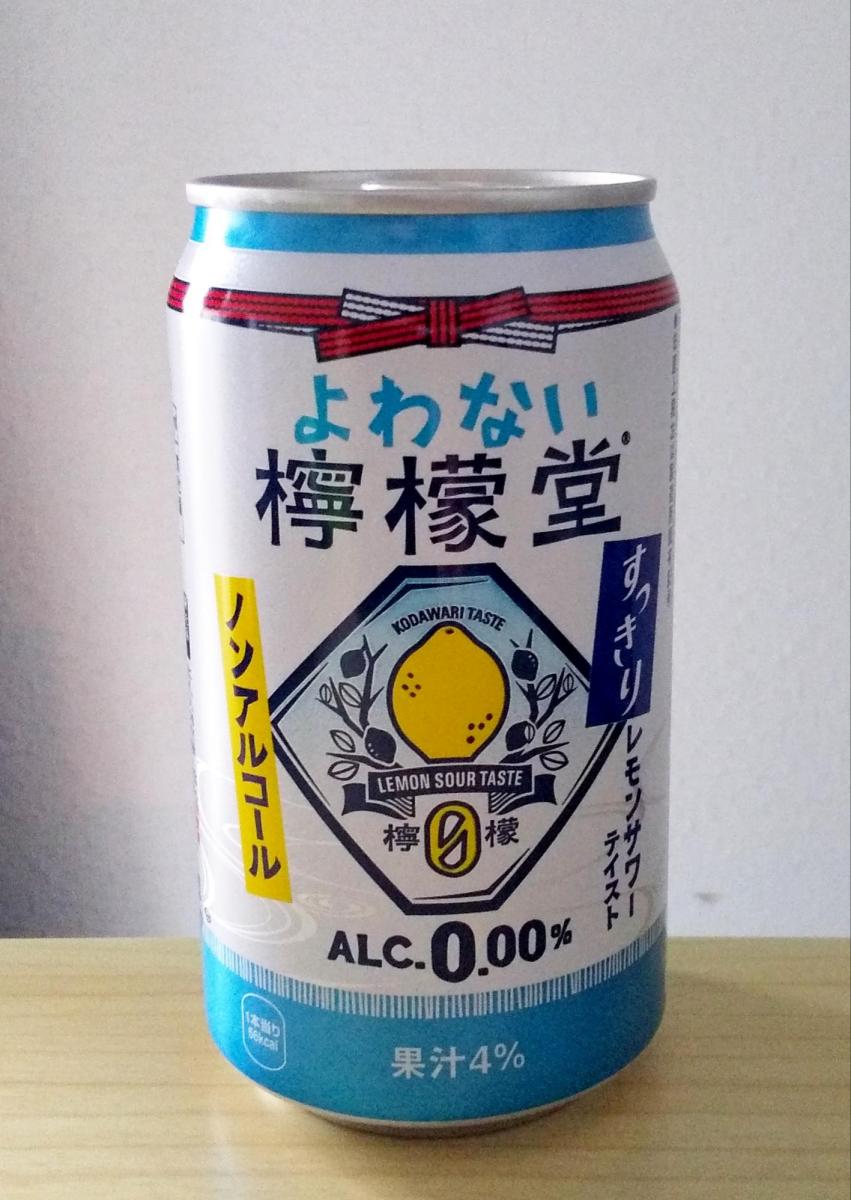 よわない
檸檬堂®
ノンアルコール
すっきり
レモンサワー
テイスト
KODAWARI TASTE
LEMON SOUR TASTE
檸0檬
ALC.0.00%
1本当り
66kcal
果汁4%